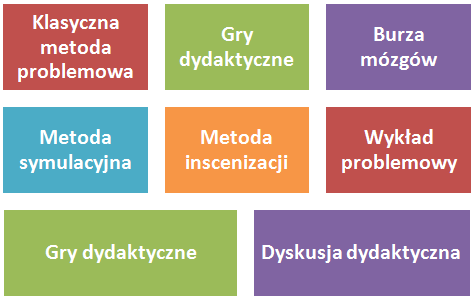 Klasyczna
metoda
problemowa
Gry
dydaktyczne
Burza
mózgów
Metoda
symulacyjna
Metoda
inscenizacji
Wykład
problemowy
Gry dydaktyczne
Dyskusja dydaktyczna